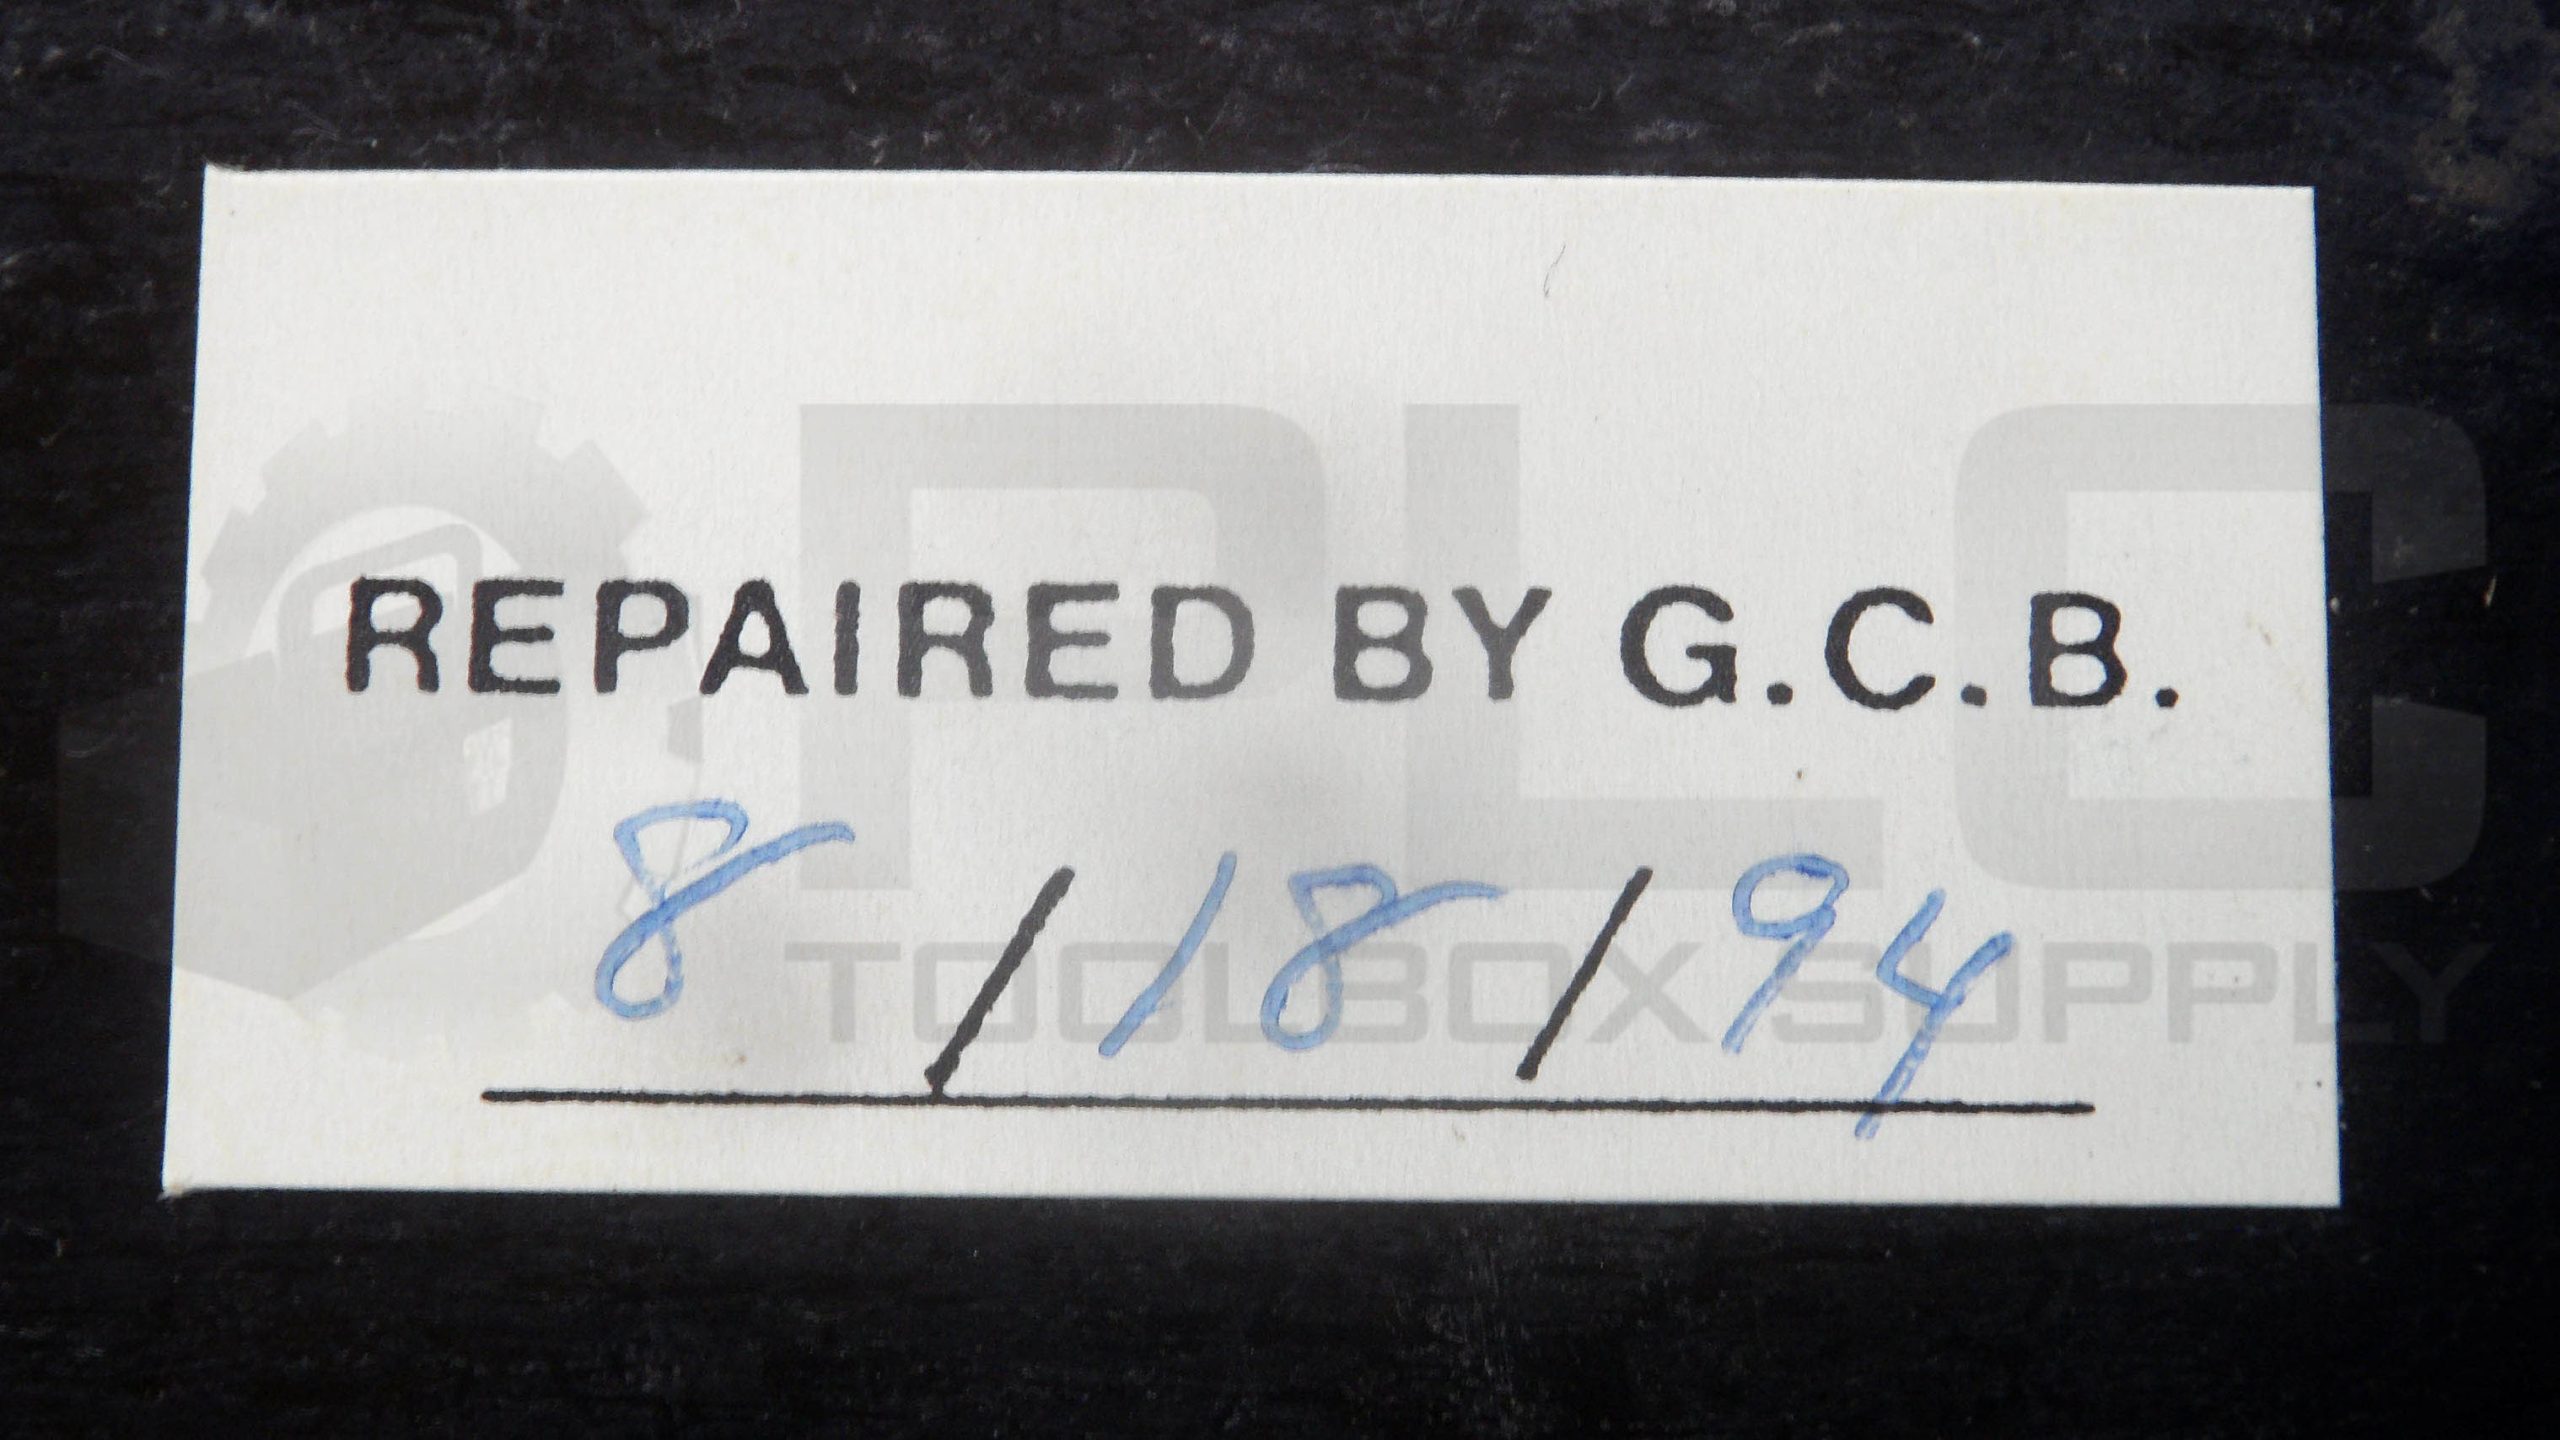 REPAIRED BY G.C.B.
8/18/94
PLC
TOOLBOX SUPPLY